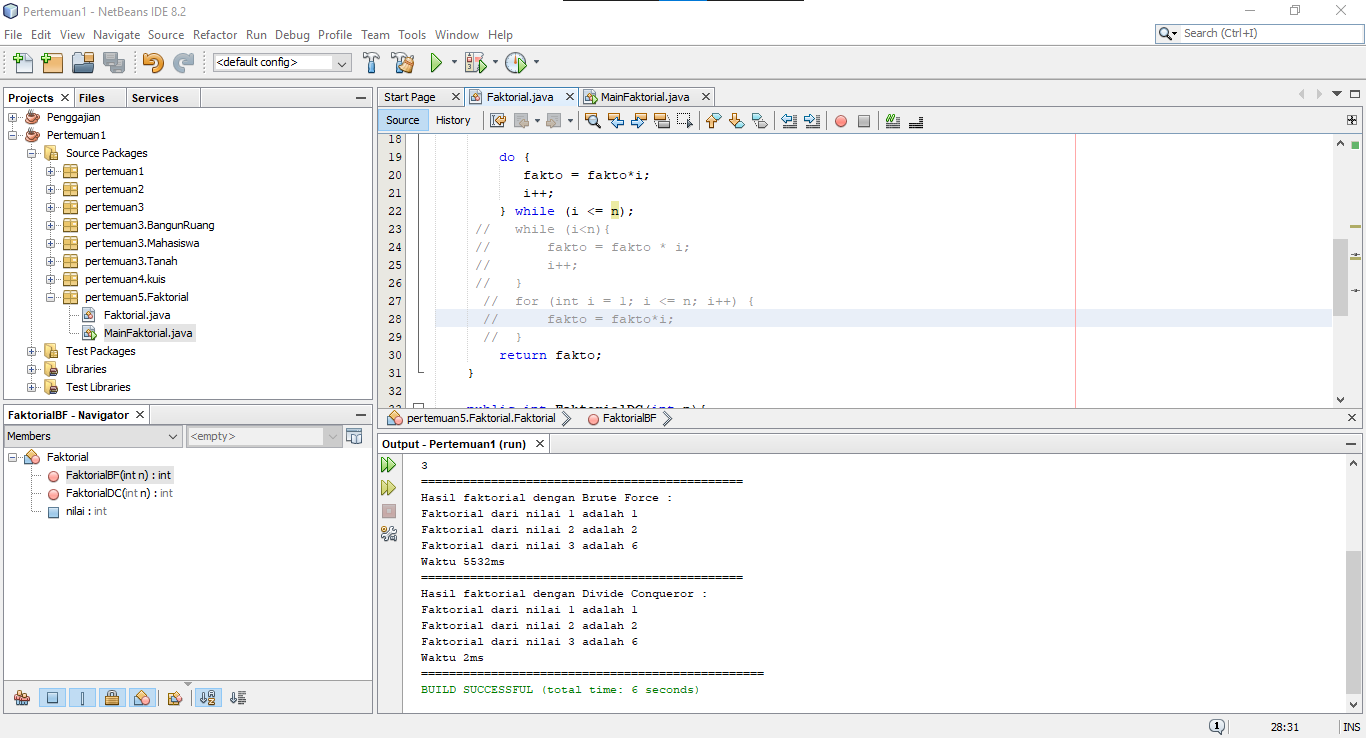 Pertemuan1 - NetBeans IDE 8.2
File Edit View Navigate Source Refactor Run Debug Profile Team Tools Window Help
Search (Ctrl+I)
<default config>
Projects Files Services
Penggajian
Pertemuan1
Source Packages
pertemuan1
pertemuan2
pertemuan3
pertemuan3.BangunRuang
pertemuan3.Mahasiswa
pertemuan3.Tanah
pertemuan4.kuis
pertemuan5.Faktorial
Faktorial.java
MainFaktorial.java
Test Packages
Libraries
Test Libraries
FaktorialBF - Navigator
Members <empty>
Faktorial
FaktorialBF(int n) : int
FaktorialDC(int n) : int
nilai : int
Start Page Faktorial.java MainFaktorial.java
Source History
18
19 do {
20 fakto = fakto*i;
21 i++;
22 } while (i <= n);
23 // while (i<n){
24 // fakto = fakto * i;
25 // i++;
26 // }
27 // for (int i = 1; i <= n; i++) {
28 // fakto = fakto*i;
29 // }
30 return fakto;
31 }
32
33 public int FaktorialDC(int n){
pertemuan5.Faktorial.Faktorial FaktorialBF
Output - Pertemuan1 (run)
3
==============================================
Hasil faktorial dengan Brute Force :
Faktorial dari nilai 1 adalah 1
Faktorial dari nilai 2 adalah 2
Faktorial dari nilai 3 adalah 6
Waktu 5532ms
==============================================
Hasil faktorial dengan Divide Conqueror :
Faktorial dari nilai 1 adalah 1
Faktorial dari nilai 2 adalah 2
Faktorial dari nilai 3 adalah 6
Waktu 2ms
=================================================
BUILD SUCCESSFUL (total time: 6 seconds)
1 28:31 INS